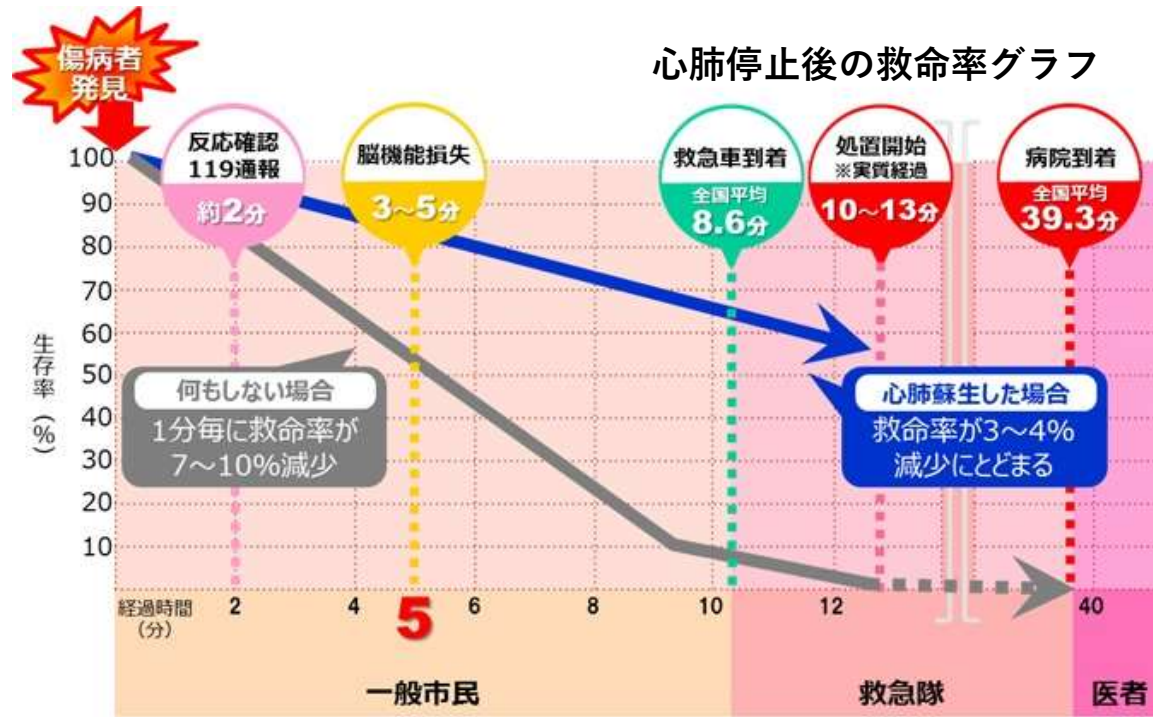 心肺停止後の救命率グラフ
傷病者
発見
反応確認
119通報
約2分
脳機能損失
3～5分
救急車到着
全国平均
8.6分
処置開始
※実質経過
10～13分
病院到着
全国平均
39.3分
生存率(%)
100
90
80
70
60
50
40
30
20
10
何もしない場合
1分毎に救命率が
7～10%減少
心肺蘇生した場合
救命率が3～4%
減少にとどまる
経過時間
(分)
2
4
5
6
8
10
12
40
一般市民
救急隊
医者